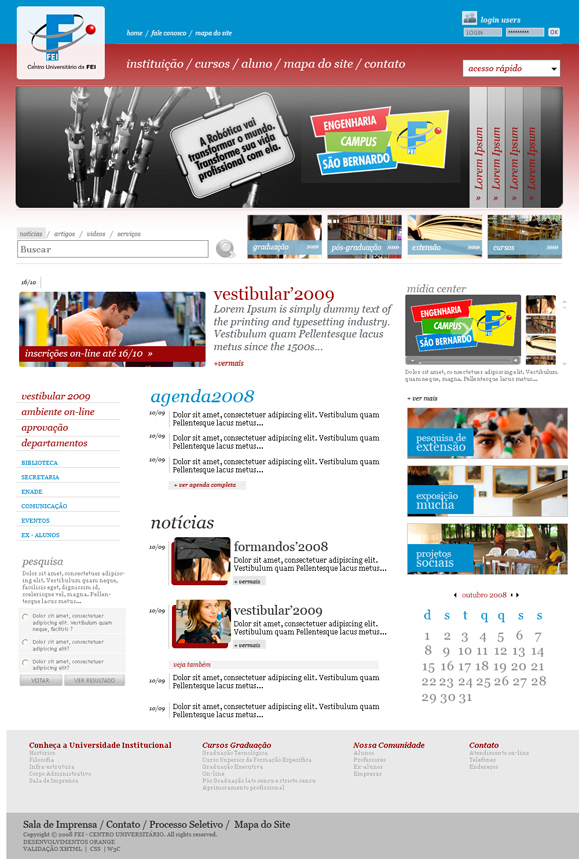 FEI
Centro Universitário da FEI
home / fale conosco / mapa do site
login users
LOGIN
*********
OK
instituição / cursos / aluno / mapa do site / contato
acesso rápido
A Robótica vai
transformar o mundo.
Transforme sua vida
profissional com ela.
ENGENHARIA
CAMPUS
SÃO BERNARDO
FEI
» Lorem Ipsum
» Lorem Ipsum
» Lorem Ipsum
» Lorem Ipsum
notícias / artigos / videos / serviços
Buscar
graduação »»»
pós-graduação »»»
extensão »»»
cursos »»»
16/10
inscrições on-line até 16/10 »
vestibular'2009
Lorem Ipsum is simply dummy text of
the printing and typesetting industry.
Vestibulum quam Pellentesque lacus
metus since the 1500s...
+vermais
midia center
ENGENHARIA
CAMPUS
SÃO BERNARDO
FEI
Dolor sit amet, co nsectetuer adipiscing elit. Vestibulum
quam neque, magna. Pellentesque lacus metus...
+ ver mais
vestibular 2009
ambiente on-line
aprovação
departamentos
BIBLIOTECA
SECRETARIA
ENADE
COMUNICAÇÃO
EVENTOS
EX - ALUNOS
pesquisa
Dolor sit amet, consectetuer adipisc-
ing elit. Vestibulum quam neque,
facilisis eget, dignissim id,
scelerisque vel, magna. Pellen-
tesque lacus metus...
Dolor sit amet, consectetuer
adipiscing elit. Vestibulum quam
neque, facilisis ?
Dolor sit amet, consectetuer
adipiscing elit?
Dolor sit amet, consectetuer
adipiscing elit?
VOTAR
VER RESULTADO
agenda2008
10/09
Dolor sit amet, consectetuer adipiscing elit. Vestibulum quam
Pellentesque lacus metus...
10/09
Dolor sit amet, consectetuer adipiscing elit. Vestibulum quam
Pellentesque lacus metus...
10/09
Dolor sit amet, consectetuer adipiscing elit. Vestibulum quam
Pellentesque lacus metus...
+ ver agenda completa
notícias
10/09
formandos'2008
Dolor sit amet, consectetuer adipiscing elit.
Vestibulum quam Pellentesque lacus metus...
+vermais
10/09
vestibular'2009
Dolor sit amet, consectetuer adipiscing elit.
Vestibulum quam Pellentesque lacus metus...
+vermais
veja também
10/09
Dolor sit amet, consectetuer adipiscing elit. Vestibulum quam
Pellentesque lacus metus...
10/09
Dolor sit amet, consectetuer adipiscing elit. Vestibulum quam
Pellentesque lacus metus...
pesquisa de
extensão
exposição
mucha
projetos
sociais
outubro 2008
d s t q q s s
1 2 3 4 5 6 7
8 9 10 11 12 13 14
15 16 17 18 19 20 21
22 23 24 25 26 27 28
29 30 31
Conheça a Universidade Institucional
Histórico
Filosofia
Infra-estrutura
Corpo Administrativo
Sala de Imprensa
Cursos Graduação
Graduação Tecnológica
Curso Superior de Formação Específica
Graduação Executiva
On-line
Pós Graduação lato sensu e stricto sensu
Aprimoramento profissional
Nossa Comunidade
Alunos
Professores
Ex-alunos
Empresas
Contato
Atendimento on-line
Telefones
Endereços
Sala de Imprensa / Contato / Processo Seletivo / Mapa do Site
Copyright © 2008 FEI - CENTRO UNIVERSITÁRIO. All rights reserved.
DESENVOLVIMENTOS ORANGE
VALIDAÇÃO XHTML | CSS | W3C